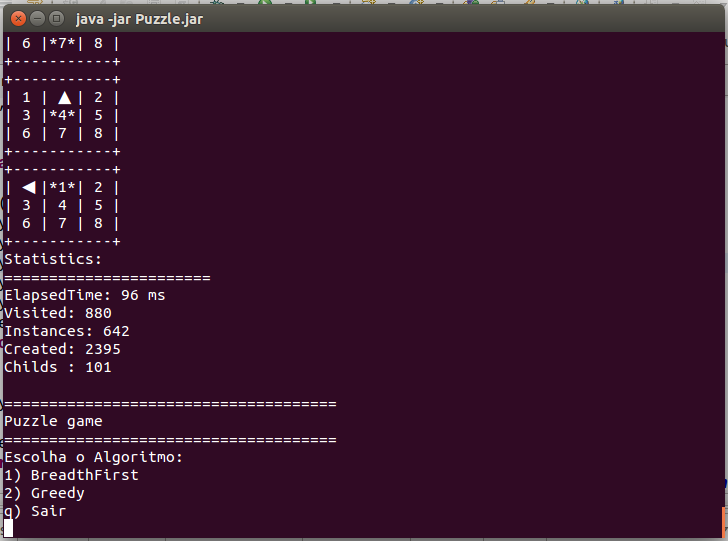 java -jar Puzzle.jar
| 6 |*7*| 8 |
+-----------+
+-----------+
| 1 | ▲ | 2 |
| 3 |*4*| 5 |
| 6 | 7 | 8 |
+-----------+
+-----------+
| ◀ |*1*| 2 |
| 3 | 4 | 5 |
| 6 | 7 | 8 |
+-----------+
Statistics:
=======================
ElapsedTime: 96 ms
Visited: 880
Instances: 642
Created: 2395
Childs : 101
=====================================
Puzzle game
=====================================
Escolha o Algoritmo:
1) BreadthFirst
2) Greedy
q) Sair